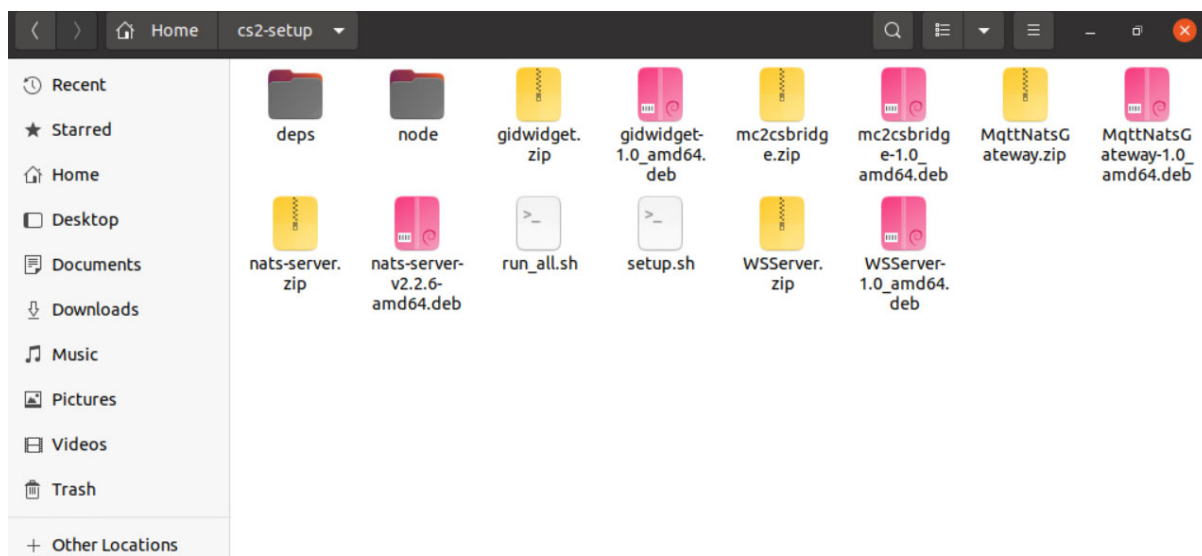 Home cs2-setup
Recent
Starred
Home
Desktop
Documents
Downloads
Music
Pictures
Videos
Trash
Other Locations
deps
node
gidwidget.
zip
gidwidget-
1.0_amd64.
deb
mc2csbridg
e.zip
mc2csbridg
e-1.0_
amd64.deb
MqttNatsG
ateway.zip
MqttNatsG
ateway-1.0_
amd64.deb
nats-server.
zip
nats-server-
v2.2.6-
amd64.deb
run_all.sh
setup.sh
WSServer.
zip
WSServer-
1.0_amd64.
deb